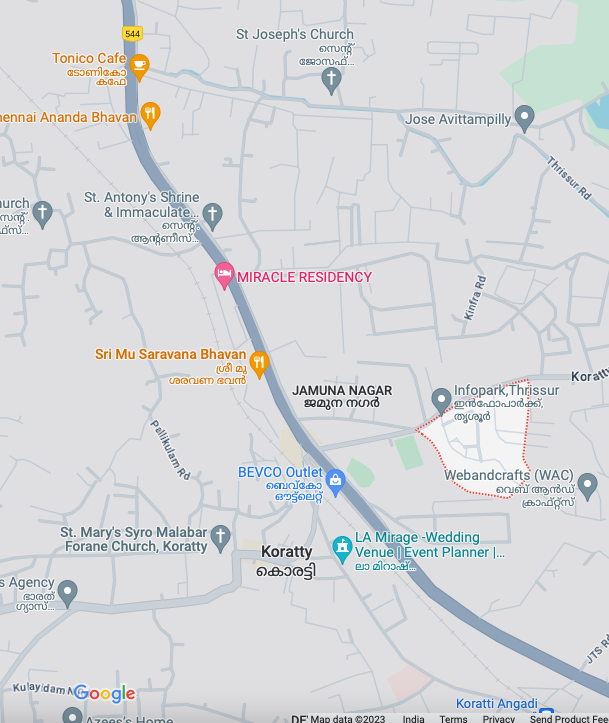 544
St Joseph's Church
സെന്റ്
ജോസഫ്...
Tonico Cafe
ടോണികോ
കഫേ
hennai Ananda Bhavan
Jose Avittampilly
Thrissur Rd
St. Antony's Shrine
& Immaculate...
സെന്റ്.
ആന്റണീസ്...
hurch
MIRACLE RESIDENCY
Kinfra Rd
Sri Mu Saravana Bhavan
ശ്രീ മു
ശരവണ ഭവൻ
JAMUNA NAGAR
ജമുന നഗർ
Koratty
Infopark,Thrissur
ഇൻഫോപാർക്ക്,
തൃശൂർ
Pallikulam Rd
BEVCO Outlet
ബെവ്കോ
ഔട്ട്ലെറ്റ്
Webandcrafts (WAC)
വെബ് ആൻഡ്
ക്രാഫ്റ്റ്സ്
St. Mary's Syro Malabar
Forane Church, Koratty
Koratty
കൊരട്ടി
LA Mirage -Wedding
Venue | Event Planner |...
ലാ മിറാഷ്...
s Agency
ഭാരത്
ഗ്യാസ്...
JTS Rd
Google
Koratti Angadi
Azees's Home
Map data ©2023 India Terms Privacy Send Product Fee